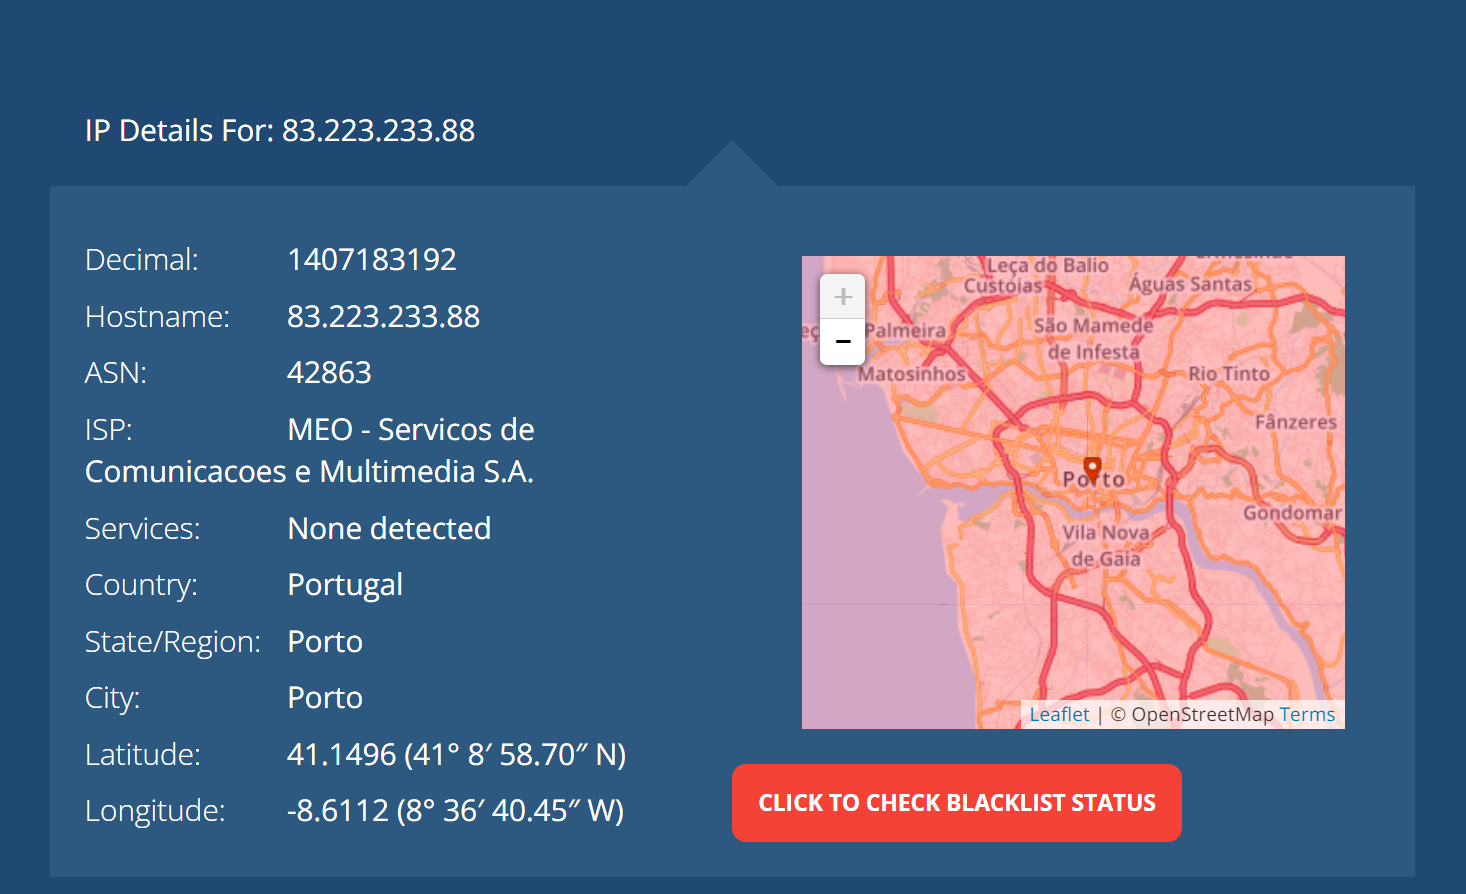 IP Details For: 83.223.233.88
Decimal: 1407183192
Hostname: 83.223.233.88
ASN: 42863
ISP: MEO - Servicos de
Comunicacoes e Multimedia S.A.
Services: None detected
Country: Portugal
State/Region: Porto
City: Porto
Latitude: 41.1496 (41° 8′ 58.70″ N)
Longitude: -8.6112 (8° 36′ 40.45″ W)
+
−
Leça do Balio
Custóias
Águas Santas
Palmeira
São Mamede
de Infesta
Matosinhos
Rio Tinto
Fânzeres
Porto
Gondomar
Vila Nova
de Gaia
Leaflet | © OpenStreetMap Terms
CLICK TO CHECK BLACKLIST STATUS